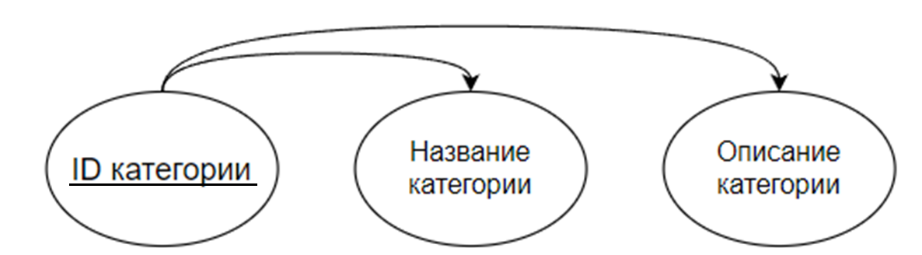 ID категории
Название
категории
Описание
категории